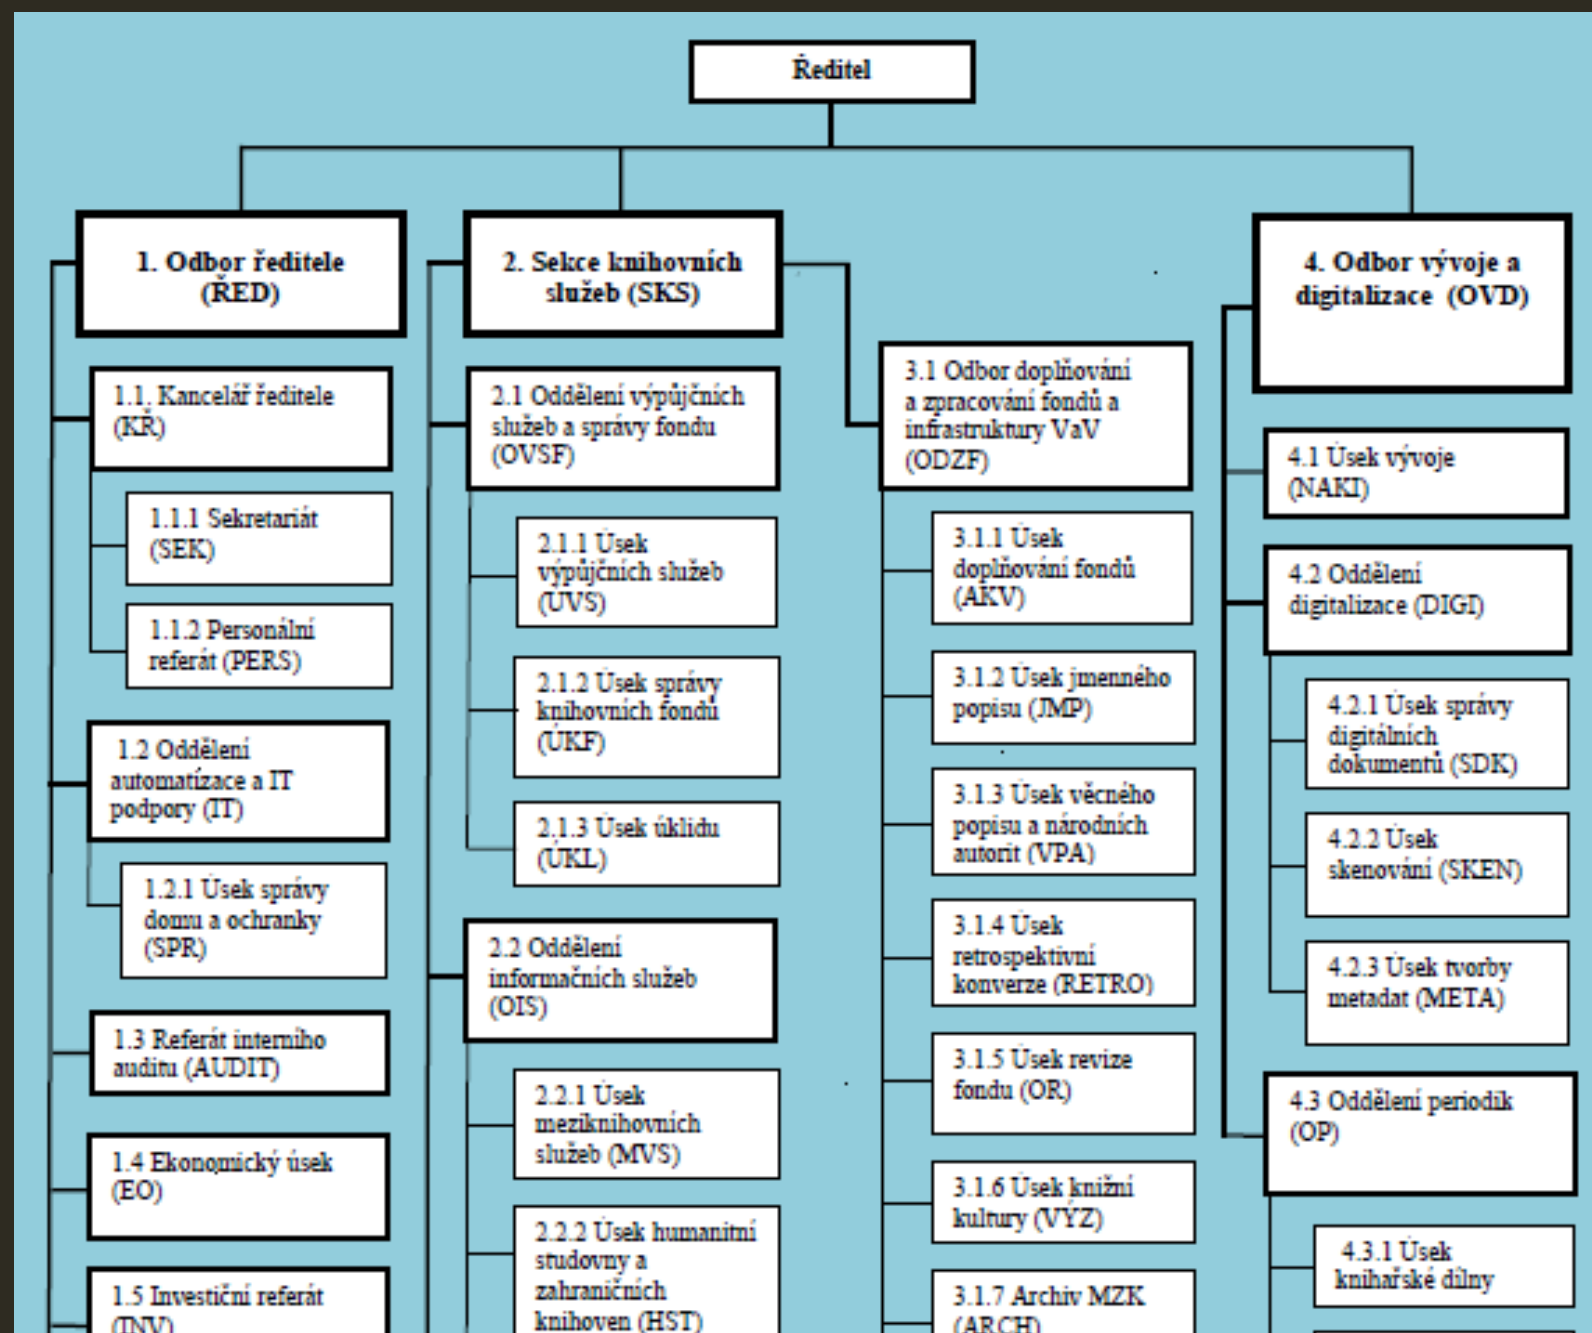 Ředitel
1. Odbor ředitele
(ŘED)
1.1. Kancelář ředitele
(KŘ)
1.1.1 Sekretariát
(SEK)
1.1.2 Personální
referát (PERS)
1.2 Oddělení
automatizace a IT
podpory (IT)
1.2.1 Úsek správy
domu a ochranky
(SPR)
1.3 Referát interního
auditu (AUDIT)
1.4 Ekonomický úsek
(EO)
1.5 Investiční referát
(INV)
2. Sekce knihovních
služeb (SKS)
2.1 Oddělení výpůjčních
služeb a správy fondu
(OVSF)
2.1.1 Úsek
výpůjčních služeb
(ÚVS)
2.1.2 Úsek správy
knihovních fondů
(ÚKF)
2.1.3 Úsek úklidu
(ÚKL)
2.2 Oddělení
informačních služeb
(OIS)
2.2.1 Úsek
meziknihovních
služeb (MVS)
2.2.2 Úsek humanitní
studovny a
zahraničních
knihoven (HST)
3.1 Odbor doplňování
a zpracování fondů a
infrastruktury VaV
(ODZF)
3.1.1 Úsek
doplňování fondů
(AKV)
3.1.2 Úsek jmenného
popisu (JMP)
3.1.3 Úsek věcného
popisu a národních
autorit (VPA)
3.1.4 Úsek
retrospektivní
konverze (RETRO)
3.1.5 Úsek revize
fondu (OR)
3.1.6 Úsek knižní
kultury (VÝZ)
3.1.7 Archiv MZK
(ARCH)
4. Odbor vývoje a
digitalizace (OVD)
4.1 Úsek vývoje
(NAKI)
4.2 Oddělení
digitalizace (DIGI)
4.2.1 Úsek správy
digitálních
dokumentů (SDK)
4.2.2 Úsek
skenování (SKEN)
4.2.3 Úsek tvorby
metadat (META)
4.3 Oddělení periodik
(OP)
4.3.1 Úsek
knihařské dílny